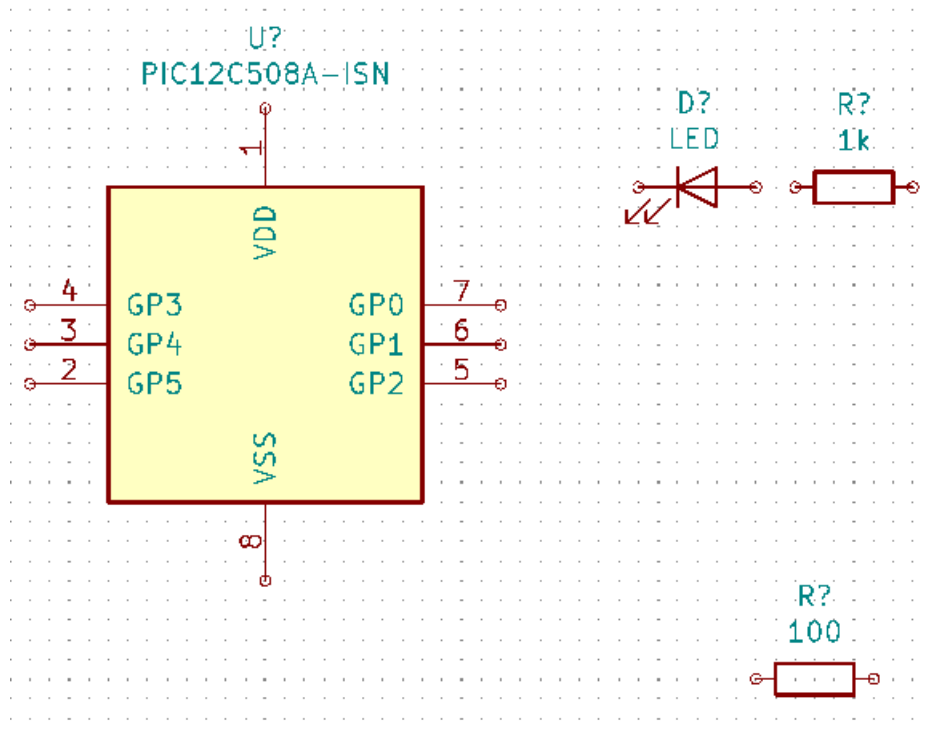 U?
PIC12C508A-ISN
D?
LED
R?
1k
1
VDD
4
GP3
GP0
7
3
GP4
GP1
6
2
GP5
GP2
5
VSS
8
R?
100